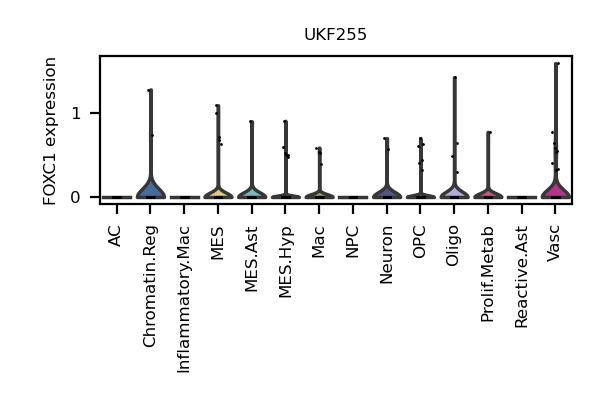 UKF255
FOXC1 expression
1
0
AC
Chromatin.Reg
Inflammatory.Mac
MES
MES.Ast
MES.Hyp
Mac
NPC
Neuron
OPC
Oligo
Prolif.Metab
Reactive.Ast
Vasc